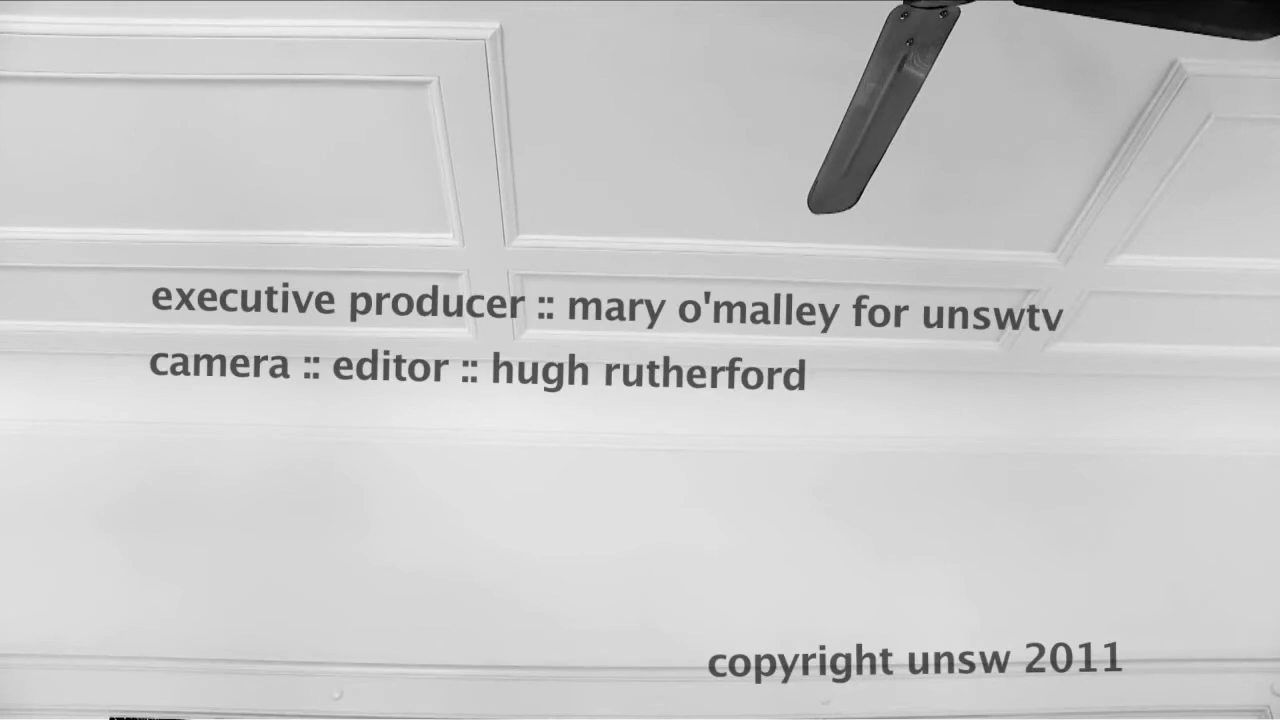 executive producer :: mary o'malley for unswtv
camera :: editor :: hugh rutherford
copyright unsw 2011